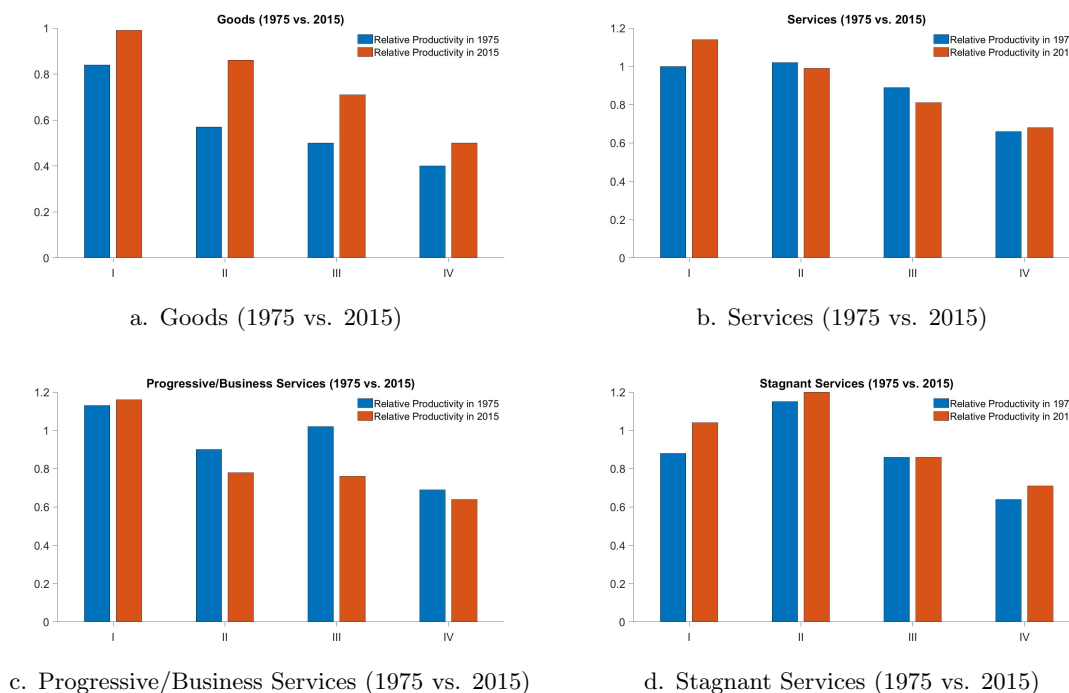 Goods (1975 vs. 2015)
Relative Productivity in 1975
Relative Productivity in 2015
1
0.8
0.6
0.4
0.2
0
I II III IV
a. Goods (1975 vs. 2015)
Services (1975 vs. 2015)
Relative Productivity in 197
Relative Productivity in 201
1.2
1
0.8
0.6
0.4
0.2
0
I II III IV
b. Services (1975 vs. 2015)
Progressive/Business Services (1975 vs. 2015)
Relative Productivity in 1975
Relative Productivity in 2015
1.2
1
0.8
0.6
0.4
0.2
0
I II III IV
c. Progressive/Business Services (1975 vs. 2015)
Stagnant Services (1975 vs. 2015)
Relative Productivity in 197
Relative Productivity in 201
1.2
1
0.8
0.6
0.4
0.2
0
I II III IV
d. Stagnant Services (1975 vs. 2015)